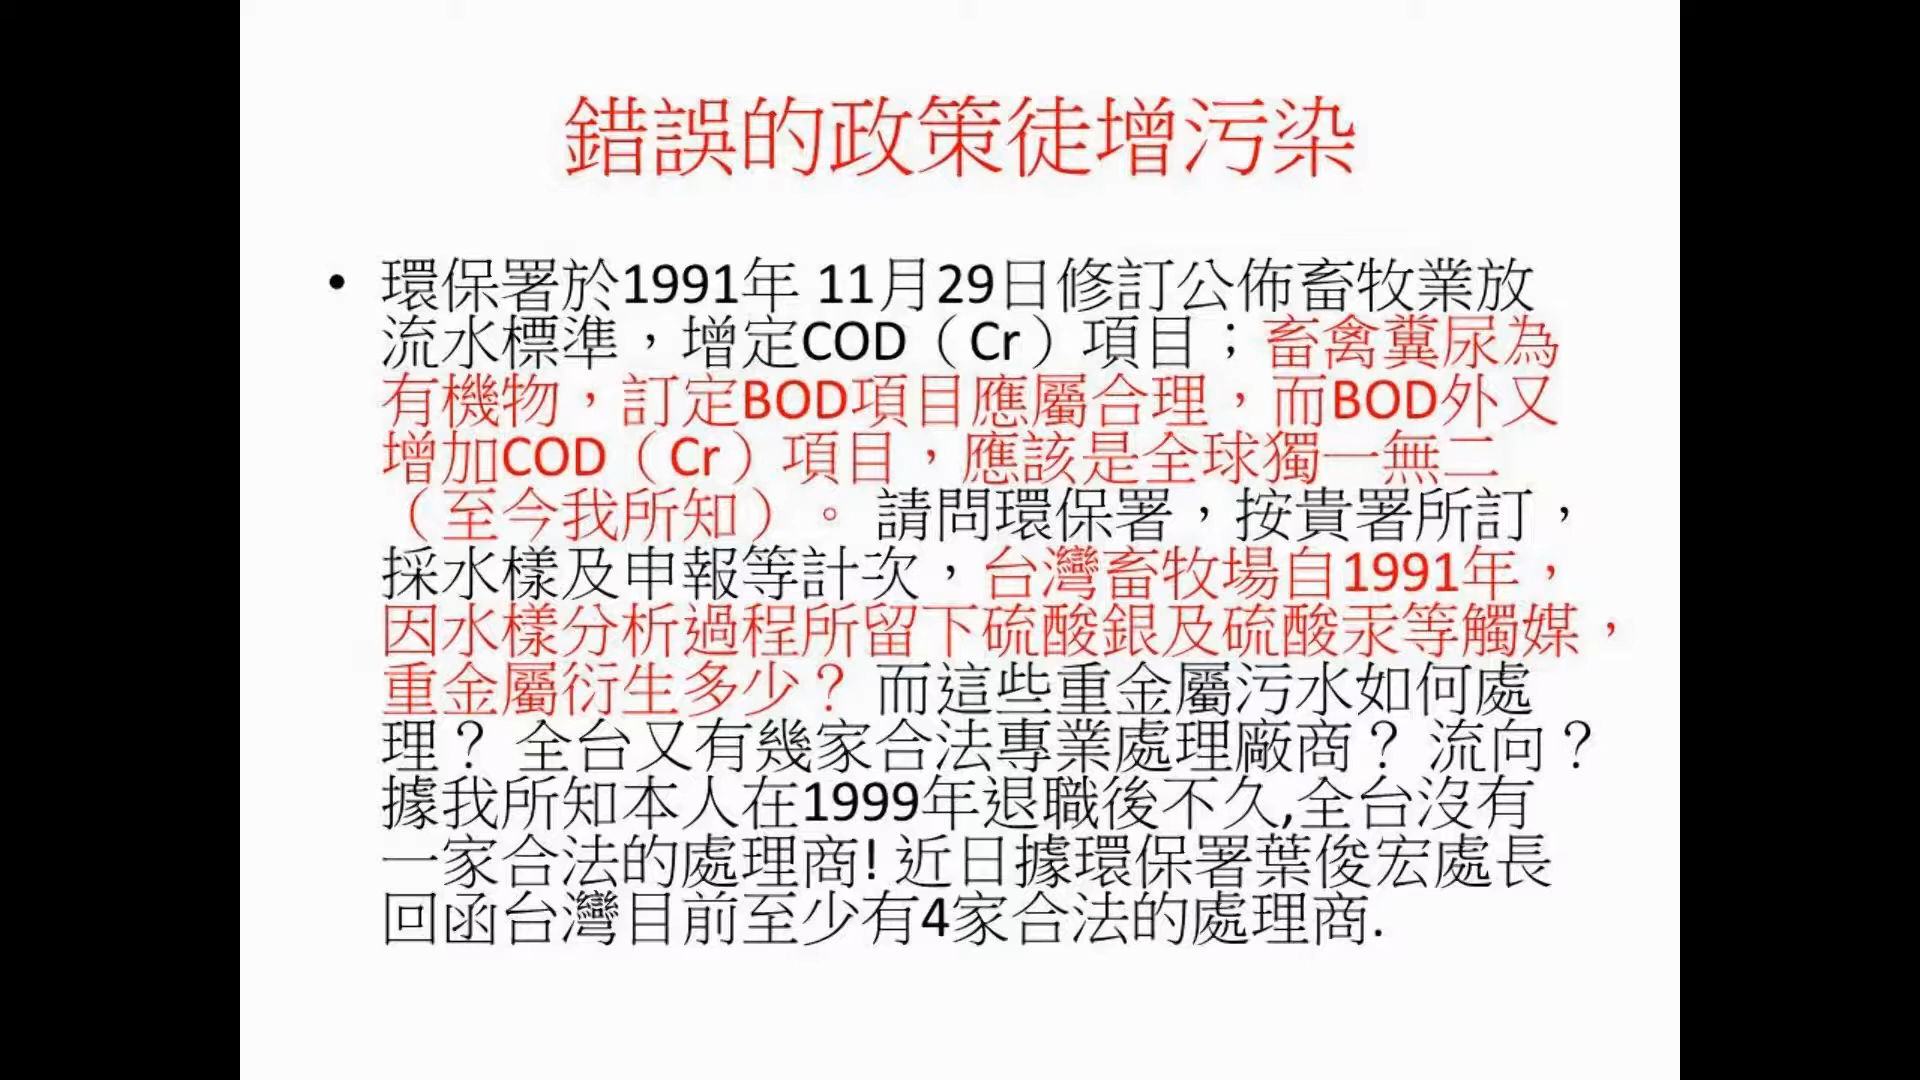 錯誤的政策徒增污染
• 環保署於1991年 11月29日修訂公佈畜牧業放
流水標準，增定COD（Cr）項目；畜禽糞尿為
有機物，訂定BOD項目應屬合理，而BOD外又
增加COD（Cr）項目，應該是全球獨一無二
（至今我所知）。 請問環保署，按貴署所訂，
採水樣及申報等計次，台灣畜牧場自1991年，
因水樣分析過程所留下硫酸銀及硫酸汞等觸媒，
重金屬衍生多少？ 而這些重金屬污水如何處
理？ 全台又有幾家合法專業處理廠商？ 流向？
據我所知本人在1999年退職後不久,全台沒有
一家合法的處理商! 近日據環保署葉俊宏處長
回函台灣目前至少有4家合法的處理商.